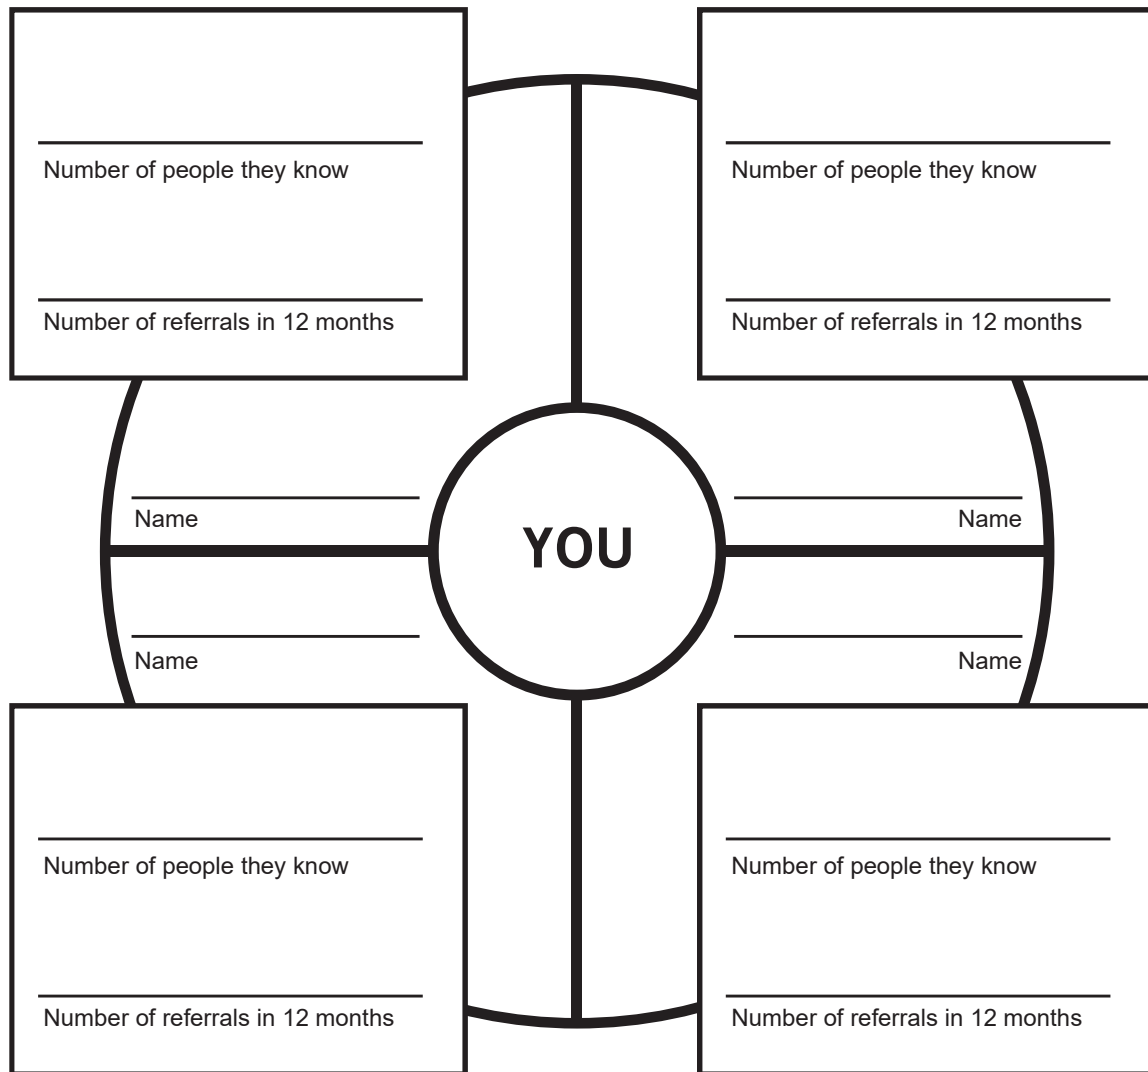 Number of people they know
Number of people they know
Number of referrals in 12 months
Number of referrals in 12 months
Name
Name
YOU
Name
Name
Number of people they know
Number of people they know
Number of referrals in 12 months
Number of referrals in 12 months